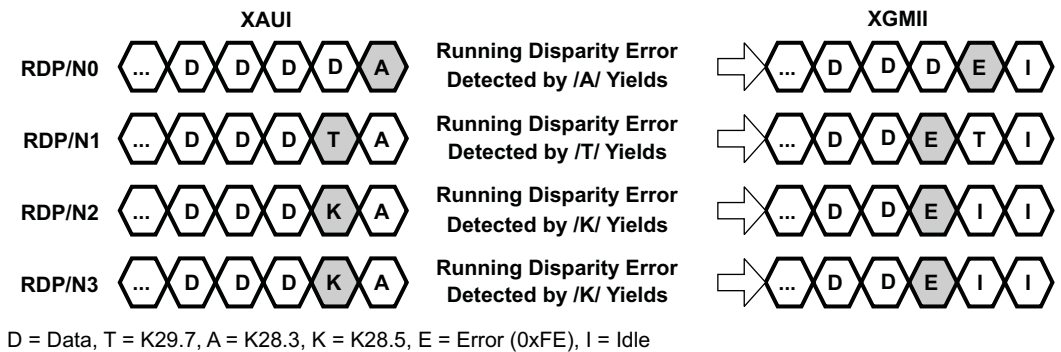 XAUI XGMII
RDP/N0 ... D D D D A Running Disparity Error Detected by /A/ Yields ... D D D E I
RDP/N1 ... D D D T A Running Disparity Error Detected by /T/ Yields ... D D E T I
RDP/N2 ... D D D K A Running Disparity Error Detected by /K/ Yields ... D D E I I
RDP/N3 ... D D D K A Running Disparity Error Detected by /K/ Yields ... D D E I I
D = Data, T = K29.7, A = K28.3, K = K28.5, E = Error (0xFE), I = Idle